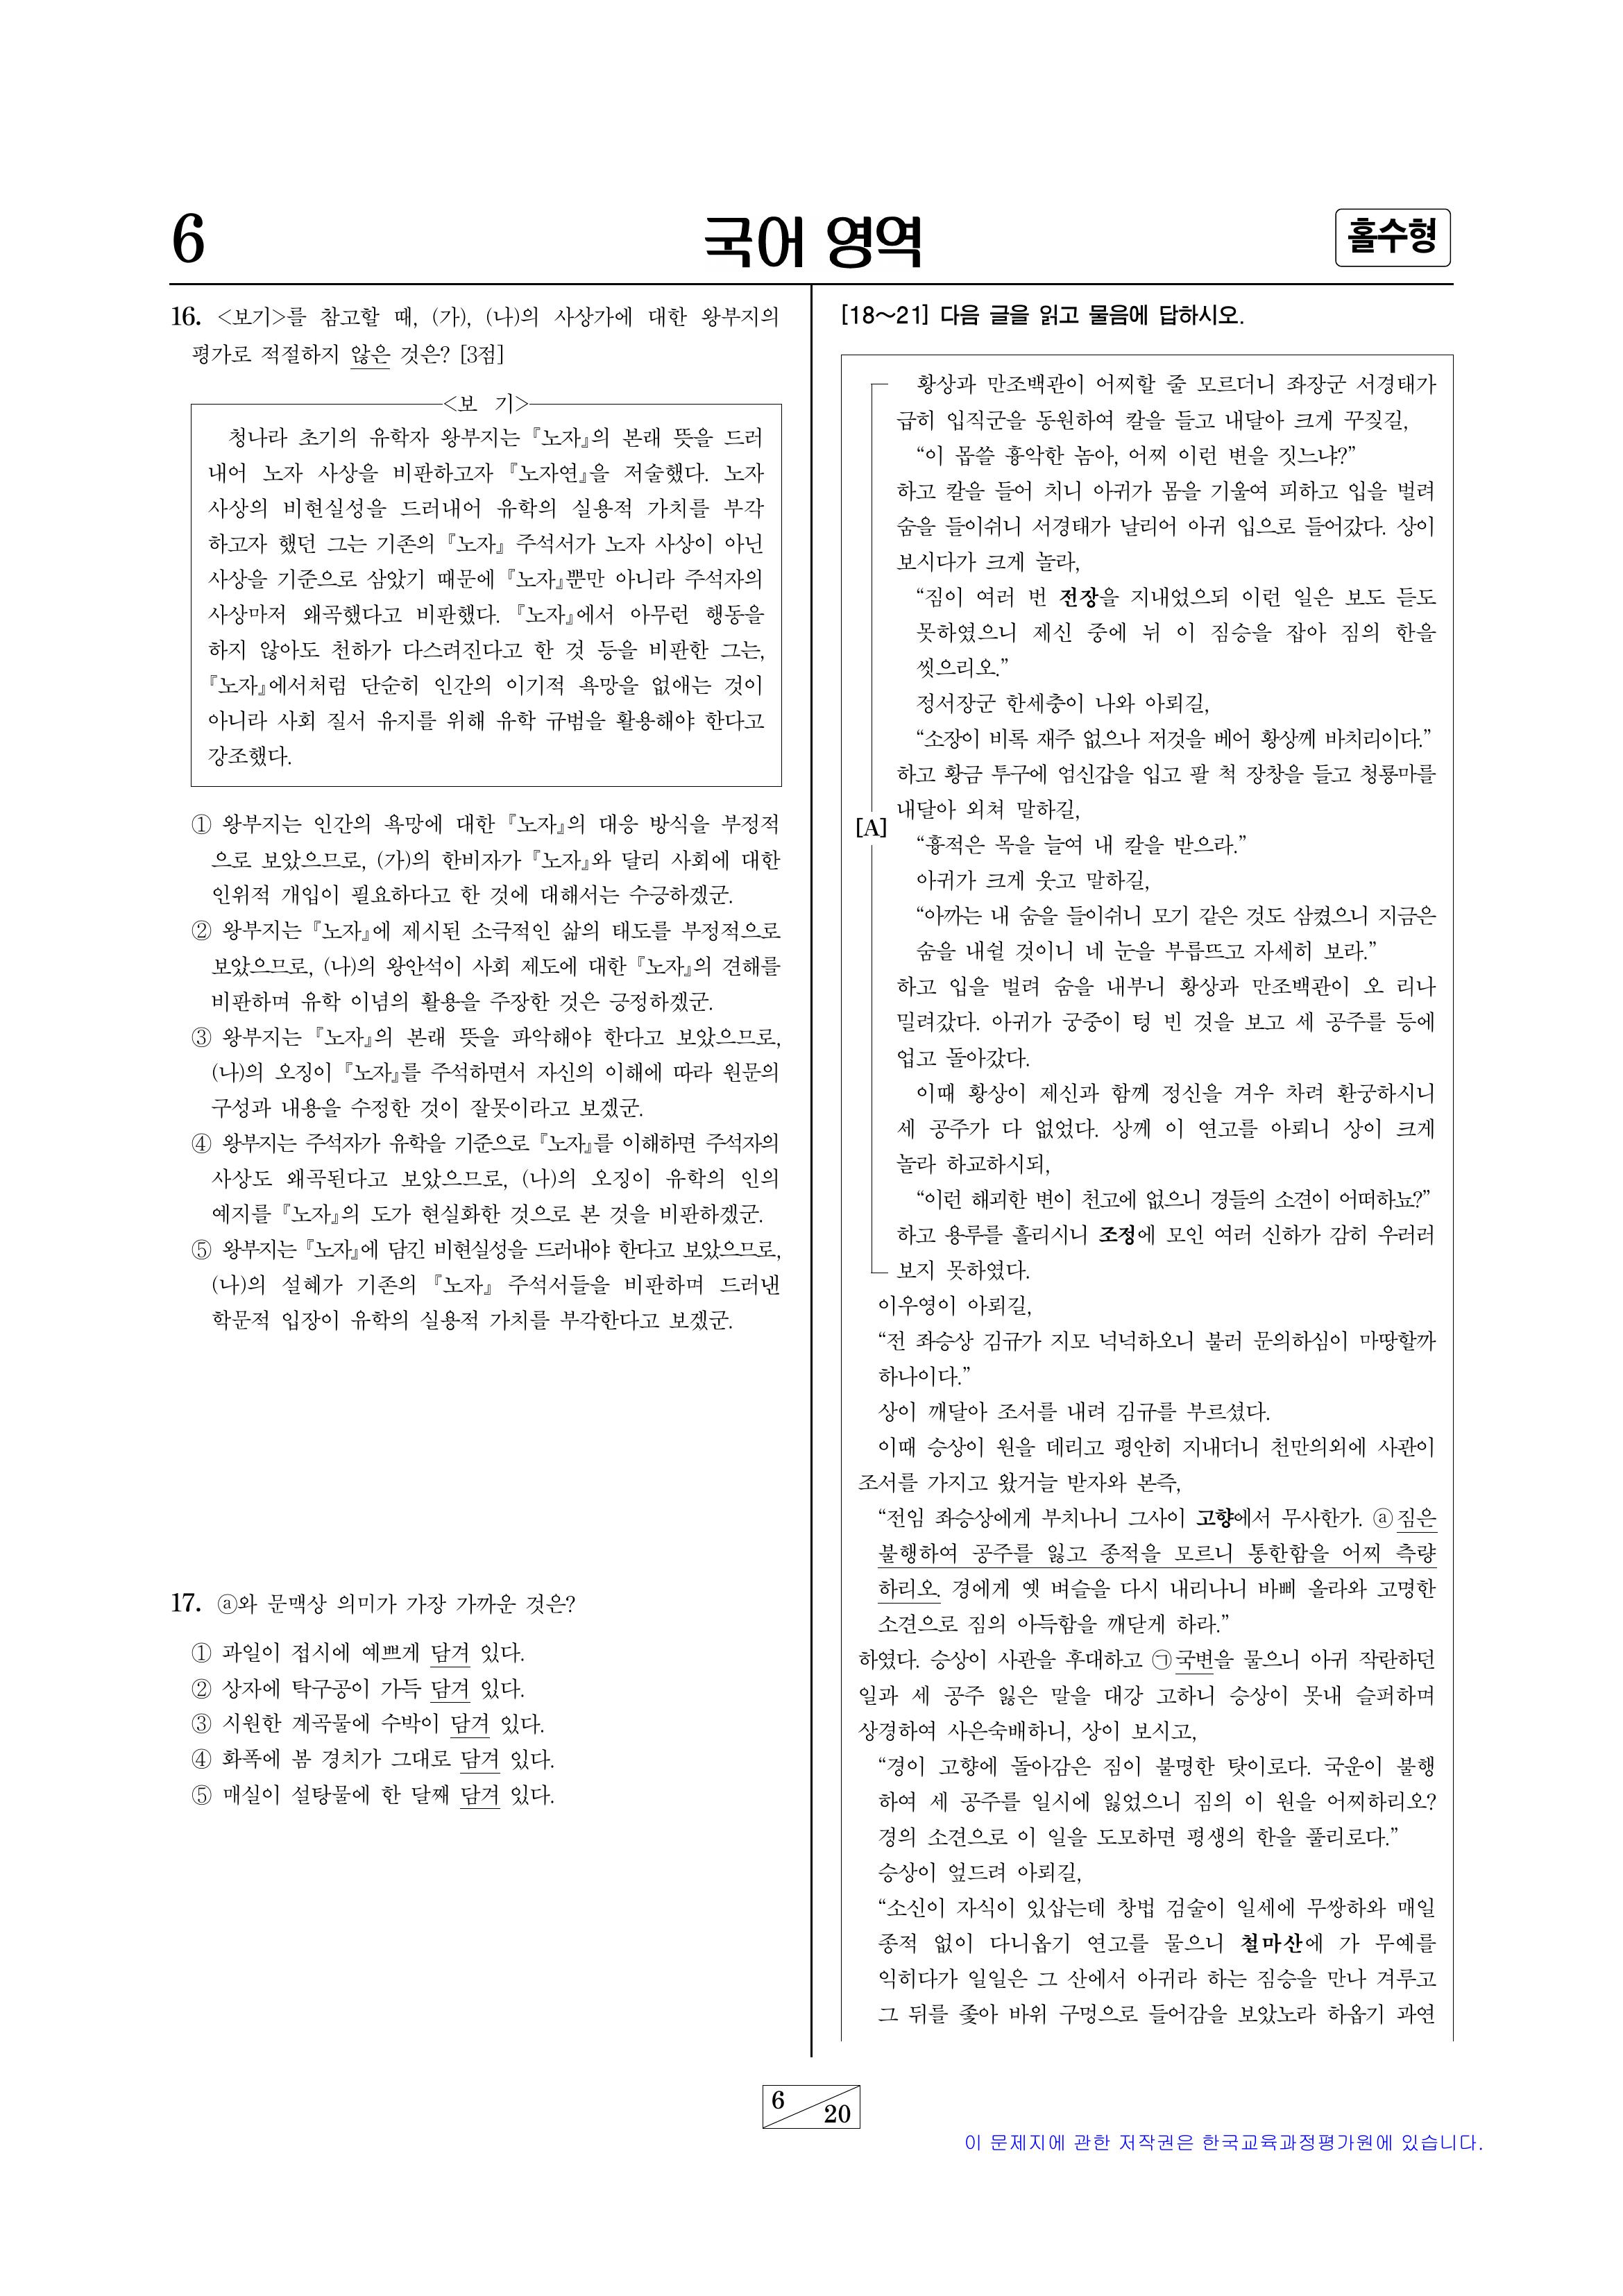 6
국어 영역
홀수형
16. <보기>를 참고할 때, (가), (나)의 사상가에 대한 왕부지의
평가로 적절하지 않은 것은? [3점]
<보 기>
청나라 초기의 유학자 왕부지는 『노자』의 본래 뜻을 드러
내어 노자 사상을 비판하고자 『노자연』을 저술했다. 노자
사상의 비현실성을 드러내어 유학의 실용적 가치를 부각
하고자 했던 그는 기존의 『노자』 주석서가 노자 사상이 아닌
사상을 기준으로 삼았기 때문에 『노자』뿐만 아니라 주석자의
사상마저 왜곡했다고 비판했다. 『노자』에서 아무런 행동을
하지 않아도 천하가 다스려진다고 한 것 등을 비판한 그는,
『노자』에서처럼 단순히 인간의 이기적 욕망을 없애는 것이
아니라 사회 질서 유지를 위해 유학 규범을 활용해야 한다고
강조했다.
① 왕부지는 인간의 욕망에 대한 『노자』의 대응 방식을 부정적
으로 보았으므로, (가)의 한비자가 『노자』와 달리 사회에 대한
인위적 개입이 필요하다고 한 것에 대해서는 수긍하겠군.
② 왕부지는 『노자』에 제시된 소극적인 삶의 태도를 부정적으로
보았으므로, (나)의 왕안석이 사회 제도에 대한 『노자』의 견해를
비판하며 유학 이념의 활용을 주장한 것은 긍정하겠군.
③ 왕부지는 『노자』의 본래 뜻을 파악해야 한다고 보았으므로,
(나)의 오징이 『노자』를 주석하면서 자신의 이해에 따라 원문의
구성과 내용을 수정한 것이 잘못이라고 보겠군.
④ 왕부지는 주석자가 유학을 기준으로 『노자』를 이해하면 주석자의
사상도 왜곡된다고 보았으므로, (나)의 오징이 유학의 인의
예지를 『노자』의 도가 현실화한 것으로 본 것을 비판하겠군.
⑤ 왕부지는 『노자』에 담긴 비현실성을 드러내야 한다고 보았으므로,
(나)의 설혜가 기존의 『노자』 주석서들을 비판하며 드러낸
학문적 입장이 유학의 실용적 가치를 부각한다고 보겠군.
17. ⓐ와 문맥상 의미가 가장 가까운 것은?
① 과일이 접시에 예쁘게 담겨 있다.
② 상자에 탁구공이 가득 담겨 있다.
③ 시원한 계곡물에 수박이 담겨 있다.
④ 화폭에 봄 경치가 그대로 담겨 있다.
⑤ 매실이 설탕물에 한 달째 담겨 있다.
[18~21] 다음 글을 읽고 물음에 답하시오.
황상과 만조백관이 어찌할 줄 모르더니 좌장군 서경태가
급히 입직군을 동원하여 칼을 들고 내달아 크게 꾸짖길,
“이 몹쓸 흉악한 놈아, 어찌 이런 변을 짓느냐?”
하고 칼을 들어 치니 아귀가 몸을 기울여 피하고 입을 벌려
숨을 들이쉬니 서경태가 날리어 아귀 입으로 들어갔다. 상이
보시다가 크게 놀라,
“짐이 여러 번 전장을 지내었으되 이런 일은 보도 듣도
못하였으니 제신 중에 뉘 이 짐승을 잡아 짐의 한을
씻으리오.”
정서장군 한세충이 나와 아뢰길,
“소장이 비록 재주 없으나 저것을 베어 황상께 바치리이다.”
하고 황금 투구에 엄신갑을 입고 팔 척 장창을 들고 청룡마를
내달아 외쳐 말하길,
[A]
“흉적은 목을 늘여 내 칼을 받으라.”
아귀가 크게 웃고 말하길,
“아까는 내 숨을 들이쉬니 모기 같은 것도 삼켰으니 지금은
숨을 내쉴 것이니 네 눈을 부릅뜨고 자세히 보라.”
하고 입을 벌려 숨을 내부니 황상과 만조백관이 오 리나
밀려갔다. 아귀가 궁중이 텅 빈 것을 보고 세 공주를 등에
업고 돌아갔다.
이때 황상이 제신과 함께 정신을 겨우 차려 환궁하시니
세 공주가 다 없었다. 상께 이 연고를 아뢰니 상이 크게
놀라 하교하시되,
“이런 해괴한 변이 천고에 없으니 경들의 소견이 어떠하뇨?”
하고 용루를 흘리시니 조정에 모인 여러 신하가 감히 우러러
보지 못하였다.
이우영이 아뢰길,
“전 좌승상 김규가 지모 넉넉하오니 불러 문의하심이 마땅할까
하나이다.”
상이 깨달아 조서를 내려 김규를 부르셨다.
이때 승상이 원을 데리고 평안히 지내더니 천만의외에 사관이
조서를 가지고 왔거늘 받자와 본즉,
“전임 좌승상에게 부치나니 그사이 고향에서 무사한가. ⓐ짐은
불행하여 공주를 잃고 종적을 모르니 통한함을 어찌 측량
하리오. 경에게 옛 벼슬을 다시 내리나니 바삐 올라와 고명한
소견으로 짐의 아득함을 깨닫게 하라.”
하였다. 승상이 사관을 후대하고 ㉠국변을 물으니 아귀 작란하던
일과 세 공주 잃은 말을 대강 고하니 승상이 못내 슬퍼하며
상경하여 사은숙배하니, 상이 보시고,
“경이 고향에 돌아감은 짐이 불명한 탓이로다. 국운이 불행
하여 세 공주를 일시에 잃었으니 짐의 이 원을 어찌하리오?
경의 소견으로 이 일을 도모하면 평생의 한을 풀리로다.”
승상이 엎드려 아뢰길,
“소신이 자식이 있삽는데 창법 검술이 일세에 무쌍하와 매일
종적 없이 다니옵기 연고를 물으니 철마산에 가 무예를
익히다가 일일은 그 산에서 아귀라 하는 짐승을 만나 겨루고
그 뒤를 좇아 바위 구멍으로 들어감을 보았노라 하옵기 과연
6
20
이 문제지에 관한 저작권은 한국교육과정평가원에 있습니다.